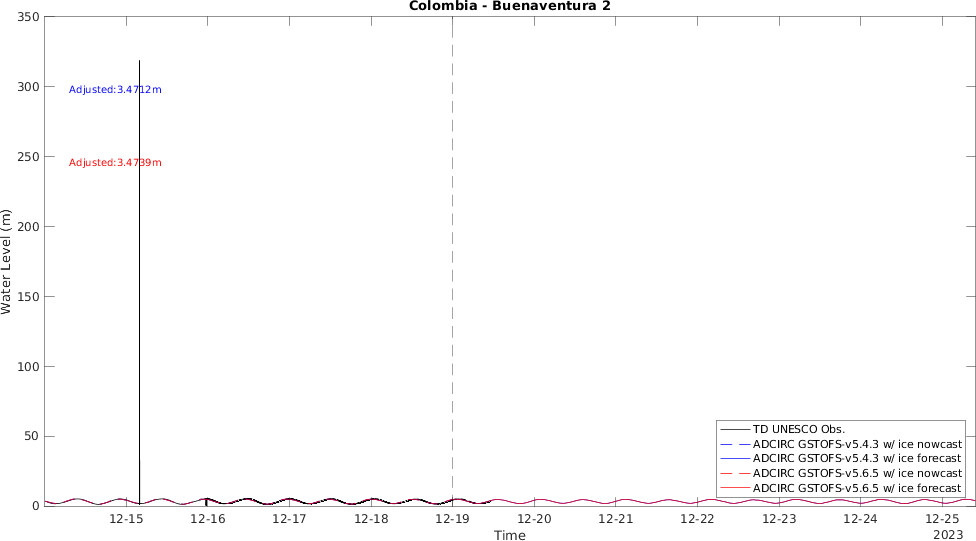 Colombia - Buenaventura 2
350
300
250
200
150
100
50
0
Water Level (m)
Adjusted:3.4712m
Adjusted:3.4739m
TD UNESCO Obs.
ADCIRC GSTOFS-v5.4.3 w/ ice nowcast
ADCIRC GSTOFS-v5.4.3 w/ ice forecast
ADCIRC GSTOFS-v5.6.5 w/ ice nowcast
ADCIRC GSTOFS-v5.6.5 w/ ice forecast
12-15 12-16 12-17 12-18 12-19 12-20 12-21 12-22 12-23 12-24 12-25
2023
Time